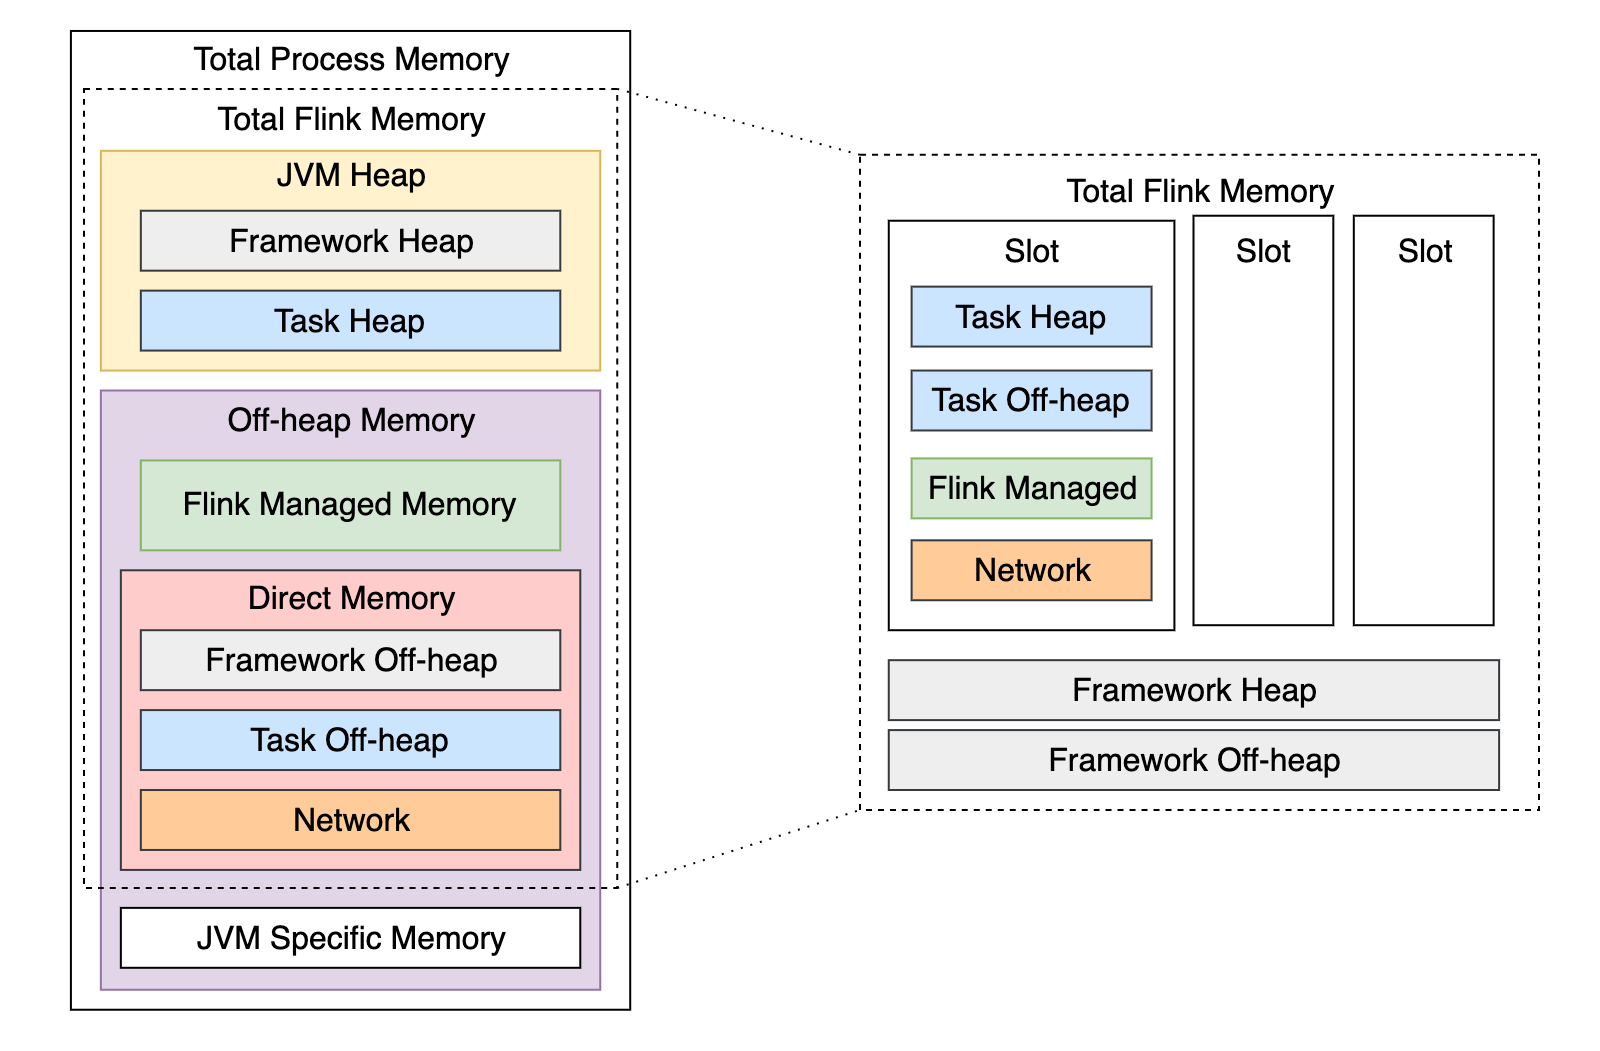 Total Process Memory
Total Flink Memory
JVM Heap
Framework Heap
Task Heap
Off-heap Memory
Flink Managed Memory
Direct Memory
Framework Off-heap
Task Off-heap
Network
JVM Specific Memory
Total Flink Memory
Slot
Task Heap
Task Off-heap
Flink Managed
Network
Slot
Slot
Framework Heap
Framework Off-heap